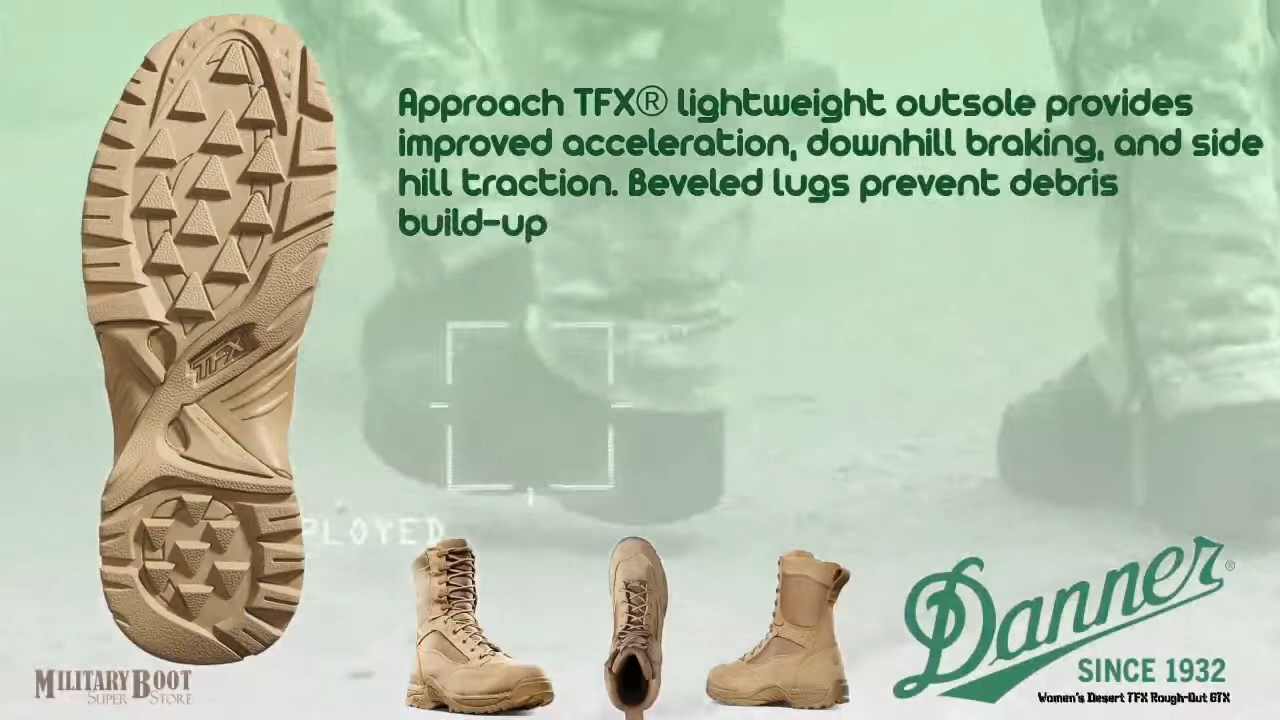 Approach TFX® lightweight outsole provides
improved acceleration, downhill braking, and side
hill traction. Beveled lugs prevent debris
build-up
TFX
PLOYED
Danner®
SINCE 1932
Women's Desert TFX Rough-Out GTX
MILITARY BOOT
SUPER STORE